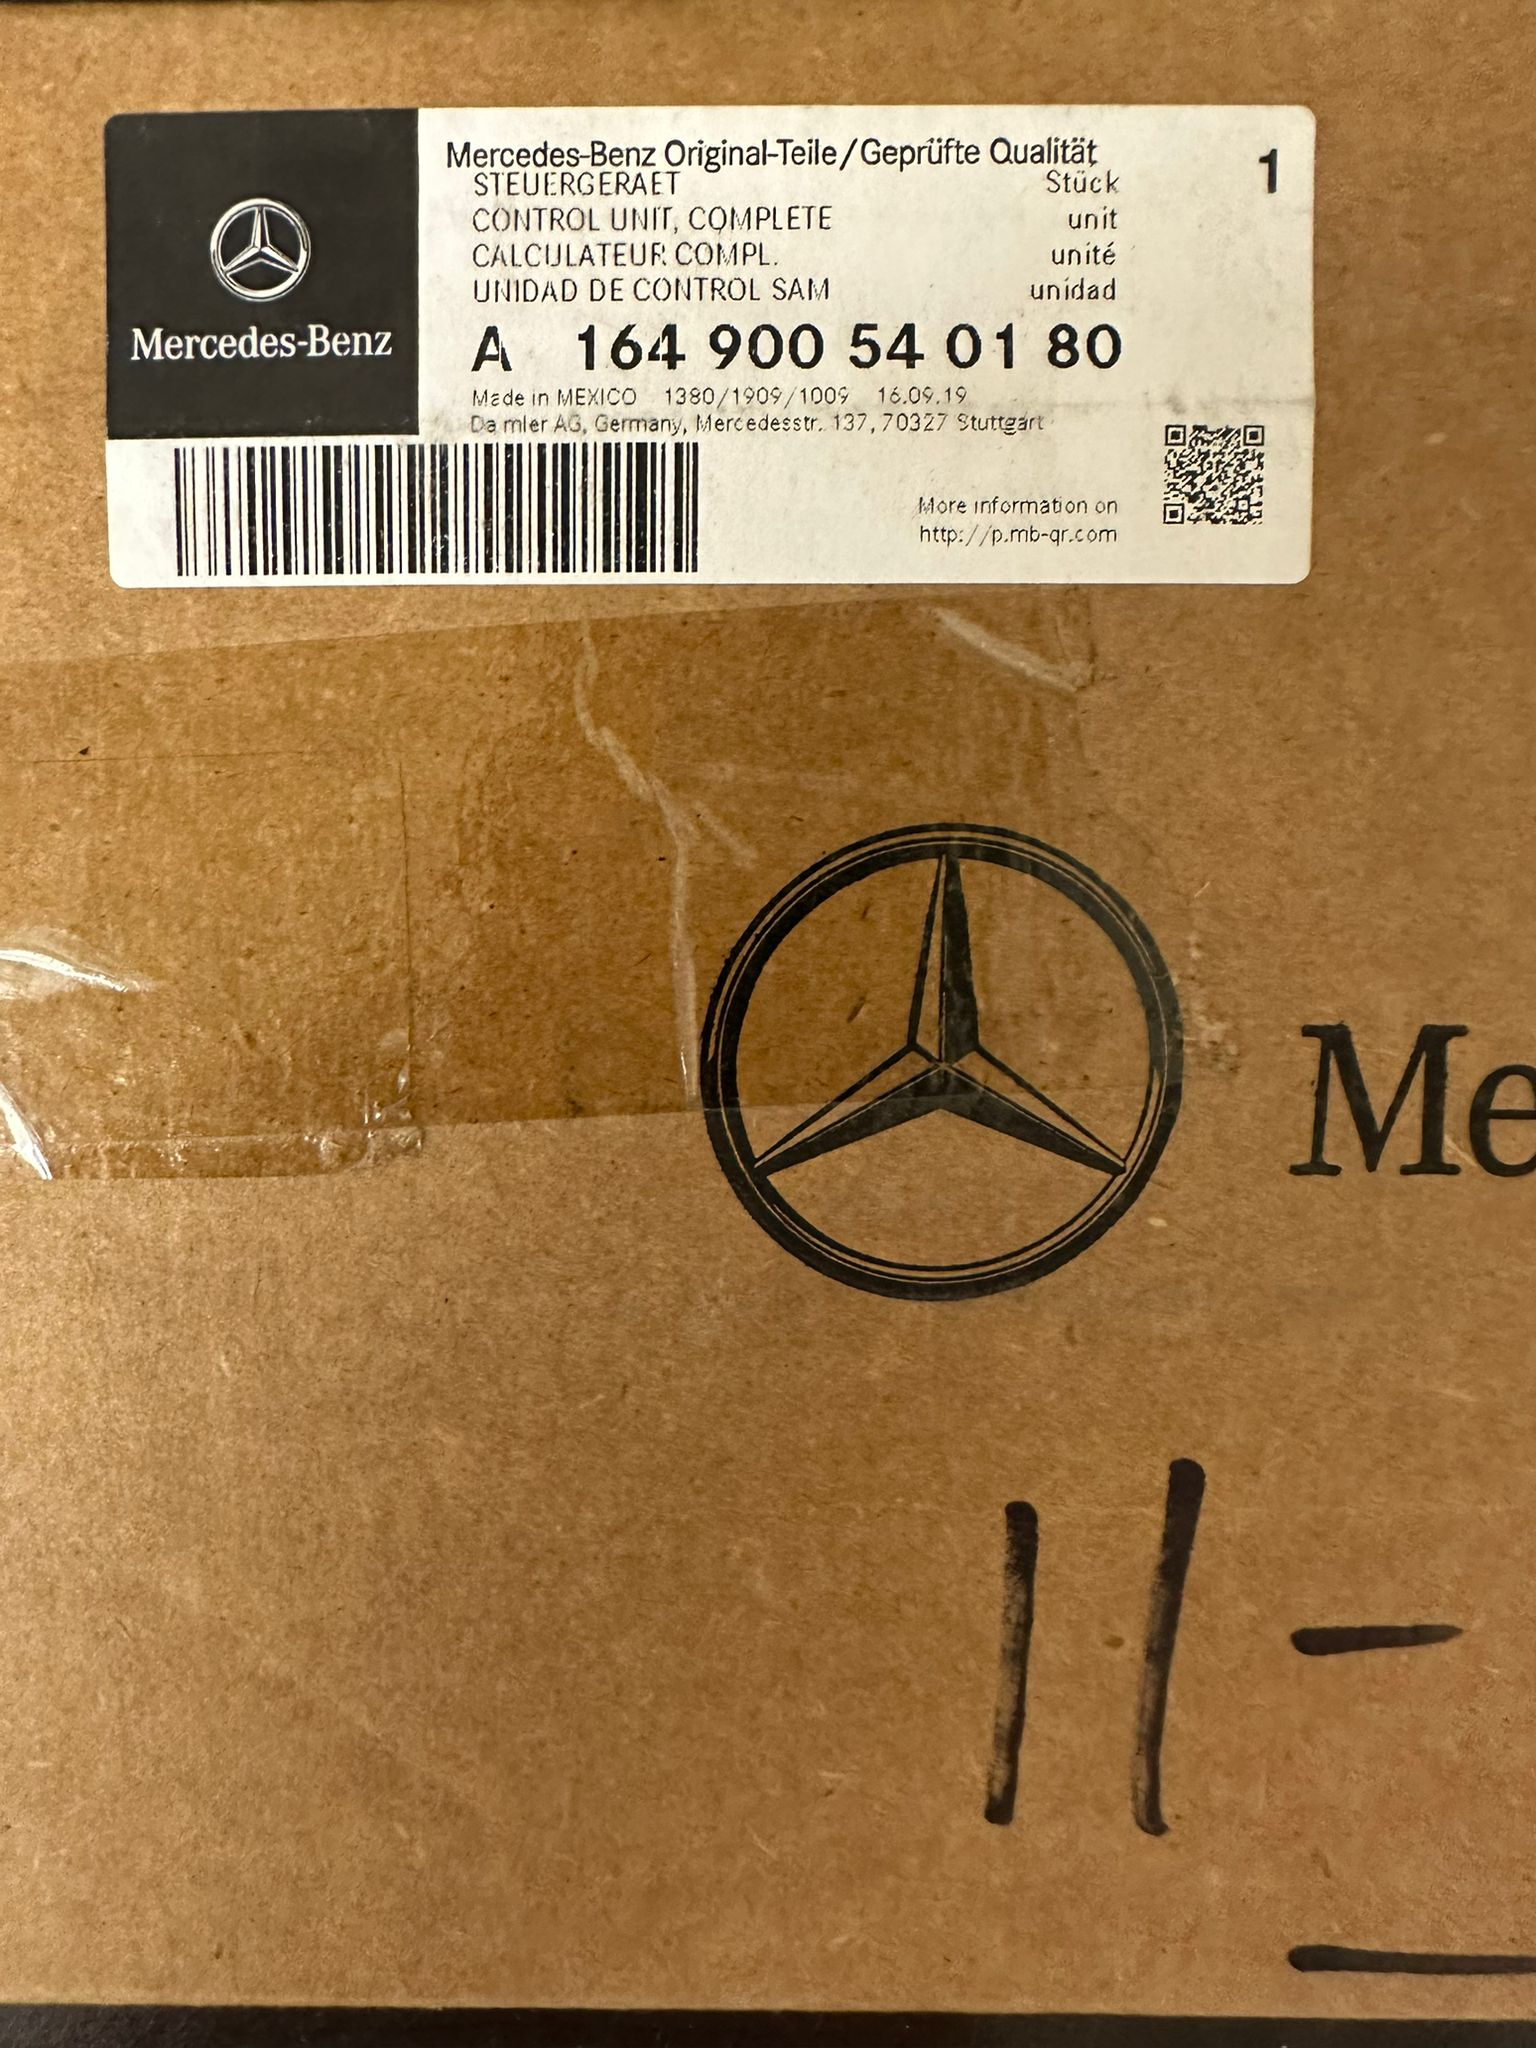 Mercedes-Benz Original-Teile/Geprüfte Qualität 1
STEUERGERAET Stück
CONTROL UNIT, COMPLETE unit
CALCULATEUR COMPL. unité
UNIDAD DE CONTROL SAM unidad
Mercedes-Benz
A 164 900 54 01 80
Made in MEXICO 1380/1909/1009 16.09.19
Daimler AG, Germany, Mercedesstr. 137, 70327 Stuttgart
More information on
http://p.mb-qr.com
Me
11-